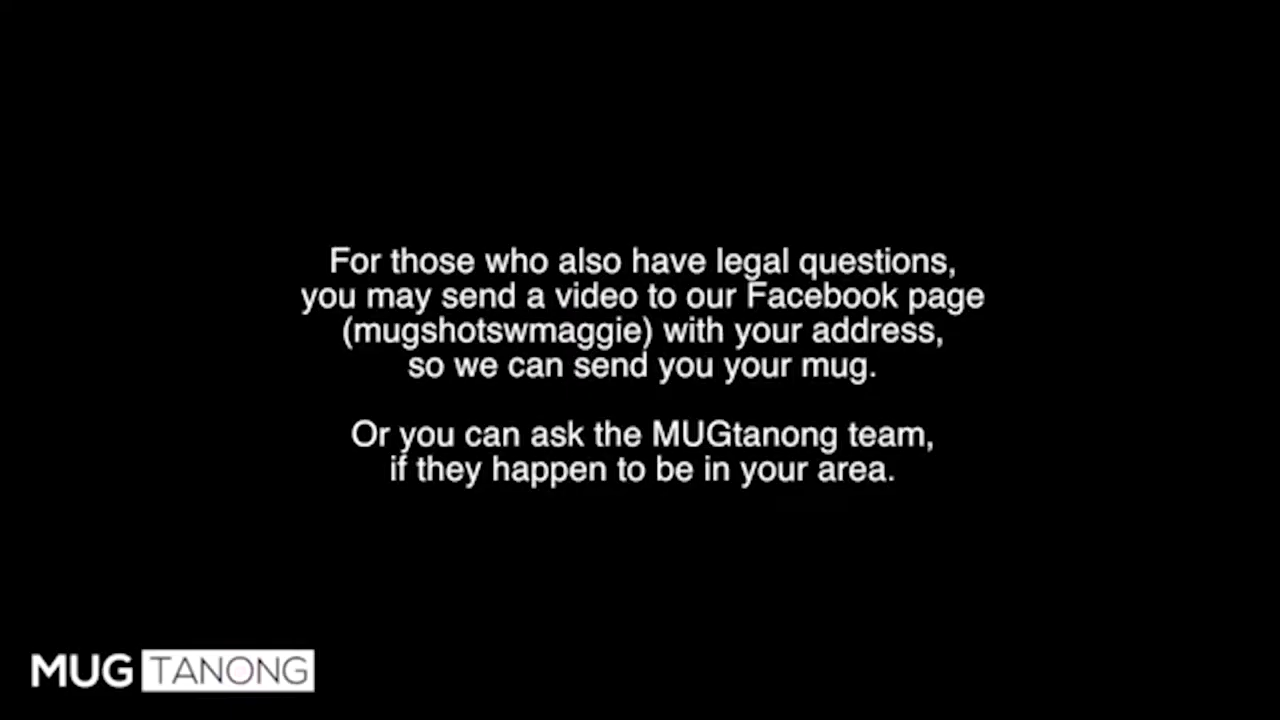 For those who also have legal questions,
you may send a video to our Facebook page
(mugshotswmaggie) with your address,
so we can send you your mug.
Or you can ask the MUGtanong team,
if they happen to be in your area.
MUG TANONG